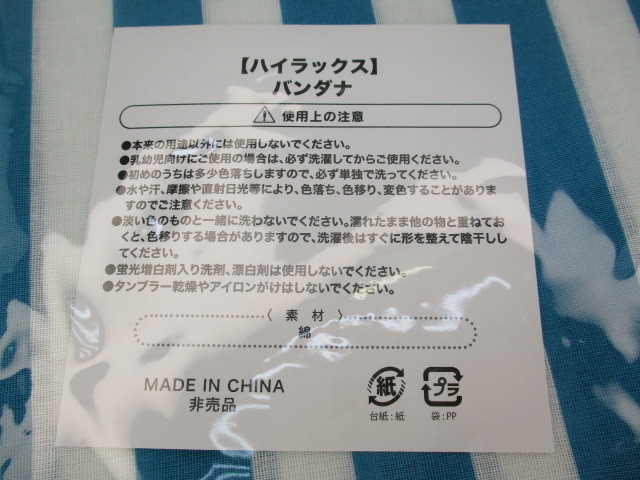 【ハイラックス】
バンダナ
使用上の注意
●本来の用途以外には使用しないでください。
●乳幼児向けにご使用の場合は、必ず洗濯してからご使用ください。
●初めのうちは多少色落ちしますので、必ず単独で洗ってください。
●水や汗、摩擦や直射日光等により、色落ち、色移り、変色することがありま
すのでご注意ください。
●淡い色のものと一緒に洗わないでください。濡れたまま他の物と重ねてお
くと、色移りする場合がありますので、洗濯後はすぐに形を整えて陰干しし
てください。
●蛍光増白剤入り洗剤、漂白剤は使用しないでください。
●タンブラー乾燥やアイロンがけはしないでください。
〈 素 材 〉
綿
MADE IN CHINA
非売品
紙
プラ
台紙：紙
袋：PP